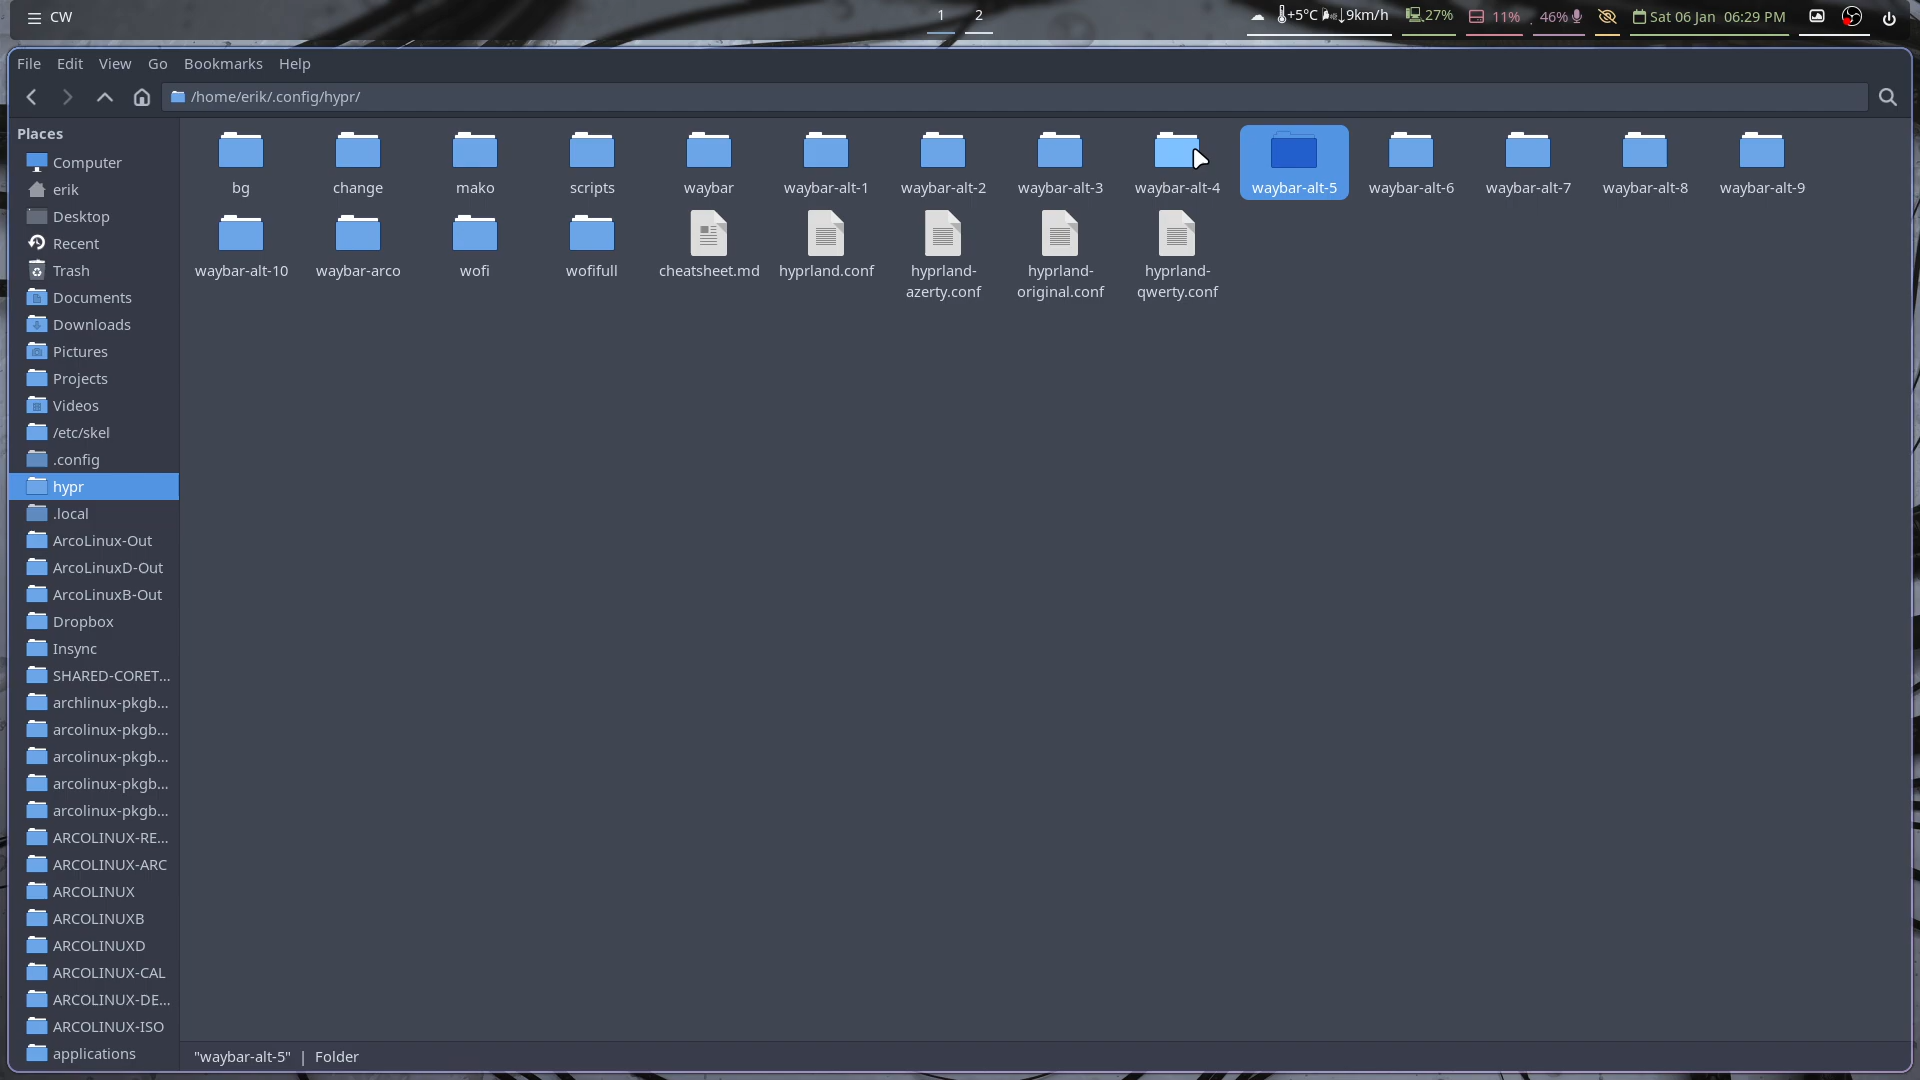 CW
1 2
+5°C 9km/h 27% 11% 46% Sat 06 Jan 06:29 PM
File Edit View Go Bookmarks Help
/home/erik/.config/hypr/
Places
Computer
erik
Desktop
Recent
Trash
Documents
Downloads
Pictures
Projects
Videos
/etc/skel
.config
hypr
.local
ArcoLinux-Out
ArcoLinuxD-Out
ArcoLinuxB-Out
Dropbox
Insync
SHARED-CORET...
archlinux-pkgb...
arcolinux-pkgb...
arcolinux-pkgb...
arcolinux-pkgb...
arcolinux-pkgb...
ARCOLINUX-RE...
ARCOLINUX-ARC
ARCOLINUX
ARCOLINUXB
ARCOLINUXD
ARCOLINUX-CAL
ARCOLINUX-DE...
ARCOLINUX-ISO
applications
bg change mako scripts waybar waybar-alt-1 waybar-alt-2 waybar-alt-3 waybar-alt-4 waybar-alt-5 waybar-alt-6 waybar-alt-7 waybar-alt-8 waybar-alt-9
waybar-alt-10 waybar-arco wofi wofifull cheatsheet.md hyprland.conf hyprland- hyprland- hyprland-
azerty.conf original.conf qwerty.conf
"waybar-alt-5" | Folder